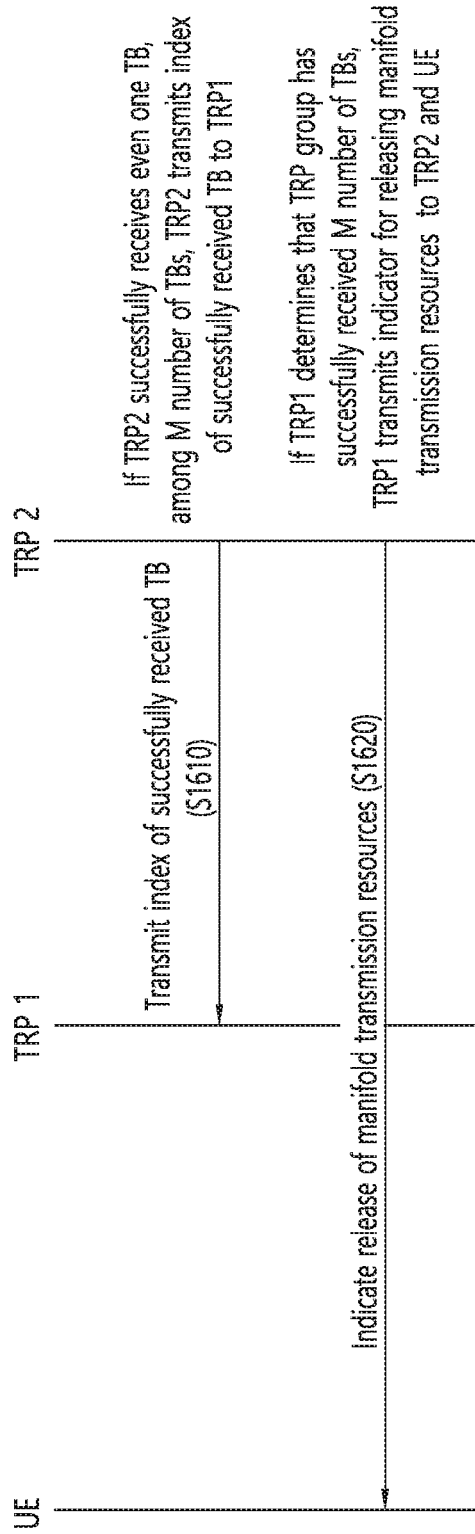 UE
TRP 1
TRP 2
Transmit index of successfully received TB
(S1610)
If TRP2 successfully receives even one TB,
among M number of TBs, TRP2 transmits index
of successfully received TB to TRP1
Indicate release of manifold transmission resources (S1620)
If TRP1 determines that TRP group has
successfully received M number of TBs,
TRP1 transmits indicator for releasing manifold
transmission resources to TRP2 and UE